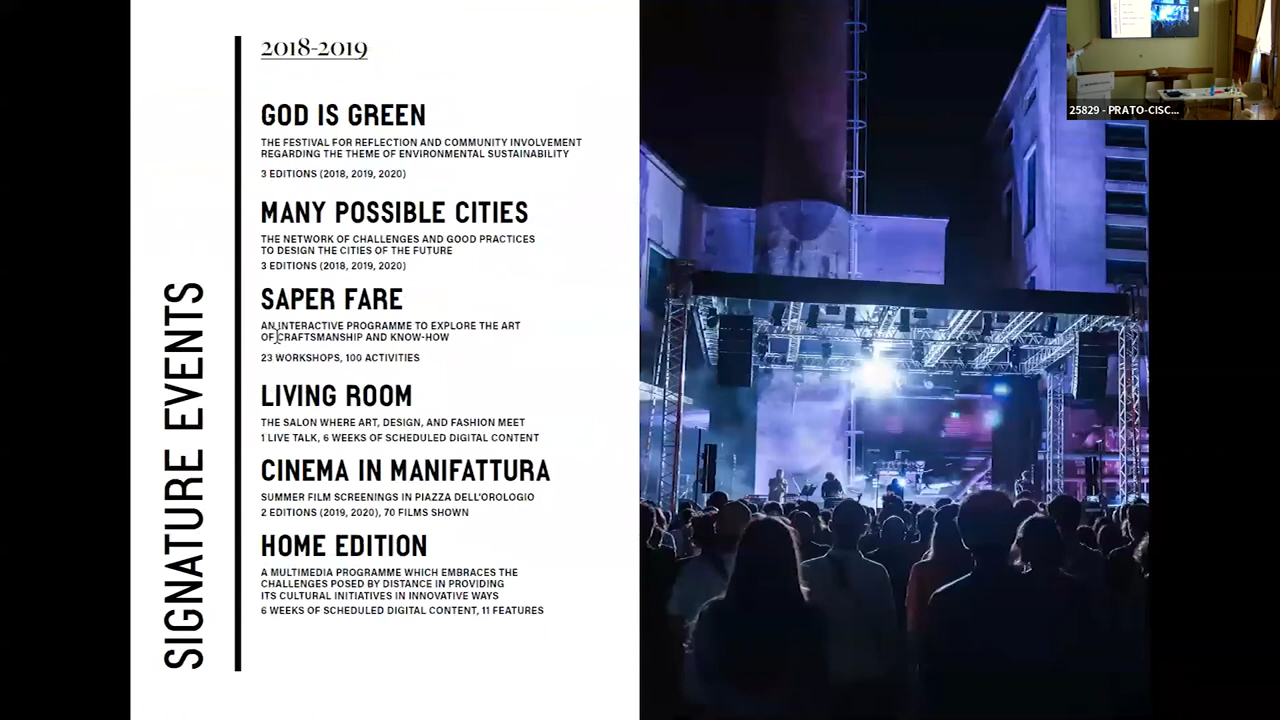 2018-2019
GOD IS GREEN
THE FESTIVAL FOR REFLECTION AND COMMUNITY INVOLVEMENT
REGARDING THE THEME OF ENVIRONMENTAL SUSTAINABILITY
3 EDITIONS (2018, 2019, 2020)
MANY POSSIBLE CITIES
THE NETWORK OF CHALLENGES AND GOOD PRACTICES
TO DESIGN THE CITIES OF THE FUTURE
3 EDITIONS (2018, 2019, 2020)
SAPER FARE
AN INTERACTIVE PROGRAMME TO EXPLORE THE ART
OF CRAFTSMANSHIP AND KNOW-HOW
23 WORKSHOPS, 100 ACTIVITIES
LIVING ROOM
THE SALON WHERE ART, DESIGN, AND FASHION MEET
1 LIVE TALK, 6 WEEKS OF SCHEDULED DIGITAL CONTENT
CINEMA IN MANIFATTURA
SUMMER FILM SCREENINGS IN PIAZZA DELL'OROLOGIO
2 EDITIONS (2019, 2020), 70 FILMS SHOWN
HOME EDITION
A MULTIMEDIA PROGRAMME WHICH EMBRACES THE
CHALLENGES POSED BY DISTANCE IN PROVIDING
ITS CULTURAL INITIATIVES IN INNOVATIVE WAYS
6 WEEKS OF SCHEDULED DIGITAL CONTENT, 11 FEATURES
SIGNATURE EVENTS
25829 - PRATO-CISC...